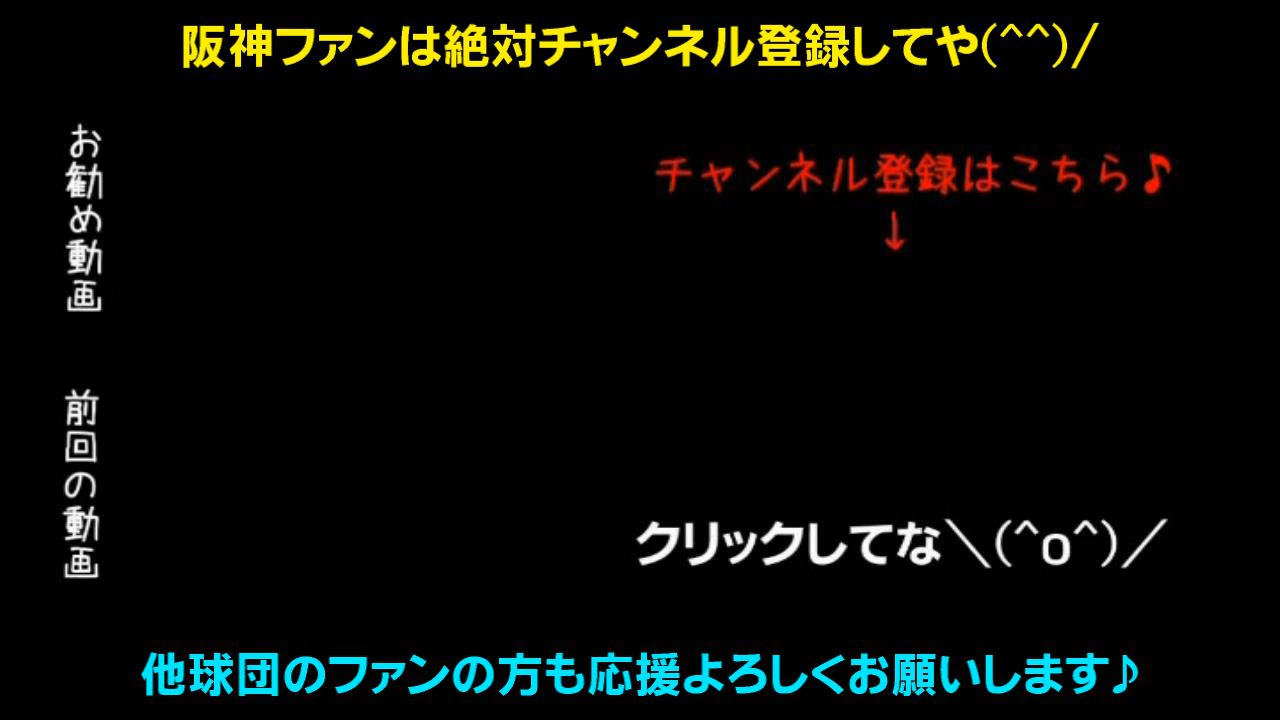 阪神ファンは絶対チャンネル登録してや(^^)/
お勧め動画
チャンネル登録はこちら♪
↓
前回の動画
クリックしてな＼(^o^)／
他球団のファンの方も応援よろしくお願いします♪